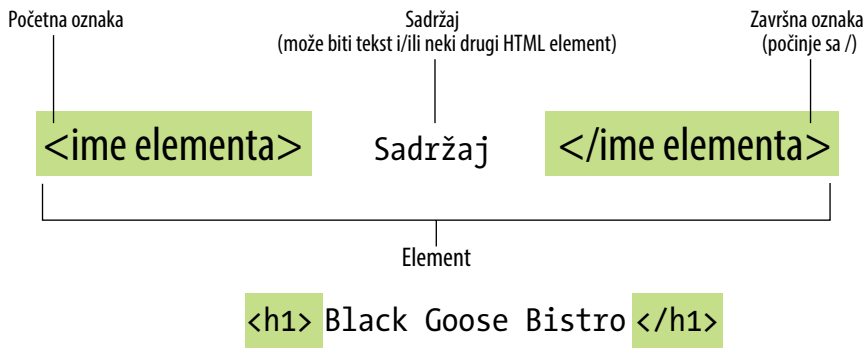 Početna oznaka
Sadržaj
(može biti tekst i/ili neki drugi HTML element)
Završna oznaka
(počinje sa /)
<ime elementa> Sadržaj </ime elementa>
Element
<h1> Black Goose Bistro </h1>